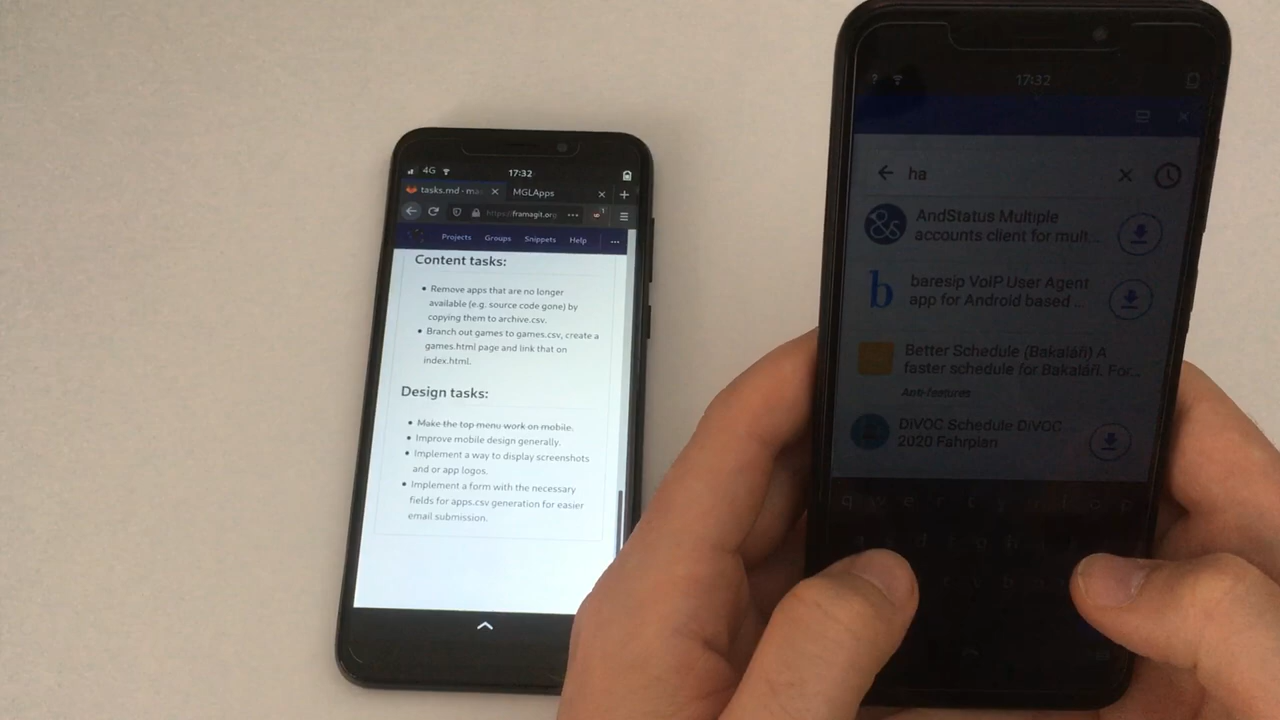 4G
17:32
tasks.md - ma
MGLApps
https://framagit.org
Projects
Groups
Snippets
Help
Content tasks:
Remove apps that are no longer
available (e.g. source code gone) by
copying them to archive.csv.
Branch out games to games.csv, create a
games.html page and link that on
index.html.
Design tasks:
Make the top menu work on mobile.
Improve mobile design generally.
Implement a way to display screenshots
and or app logos.
Implement a form with the necessary
fields for apps.csv generation for easier
email submission.
?
17:32
ha
AndStatus Multiple
accounts client for mult...
b
baresip VoIP User Agent
app for Android based ...
Better Schedule (Bakaláři) A
faster schedule for Bakaláři. For...
Anti-features
DiVOC Schedule DiVOC
2020 Fahrplan